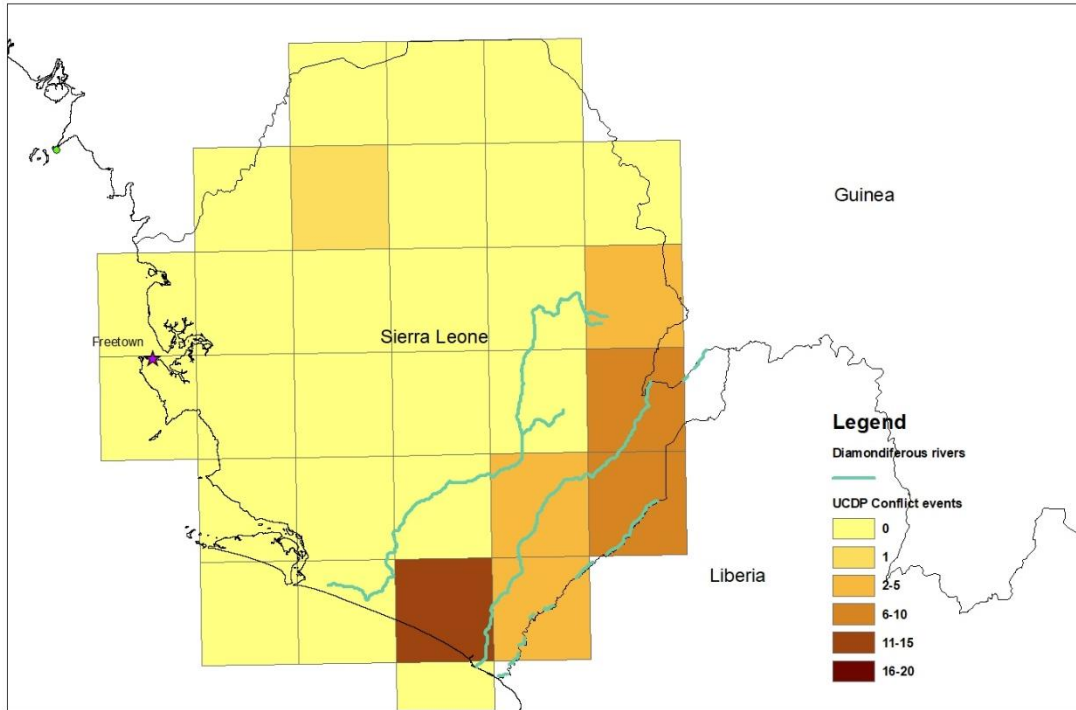 Guinea
Freetown
Sierra Leone
Liberia
Legend
Diamondiferous rivers
UCDP Conflict events
0
1
2-5
6-10
11-15
16-20